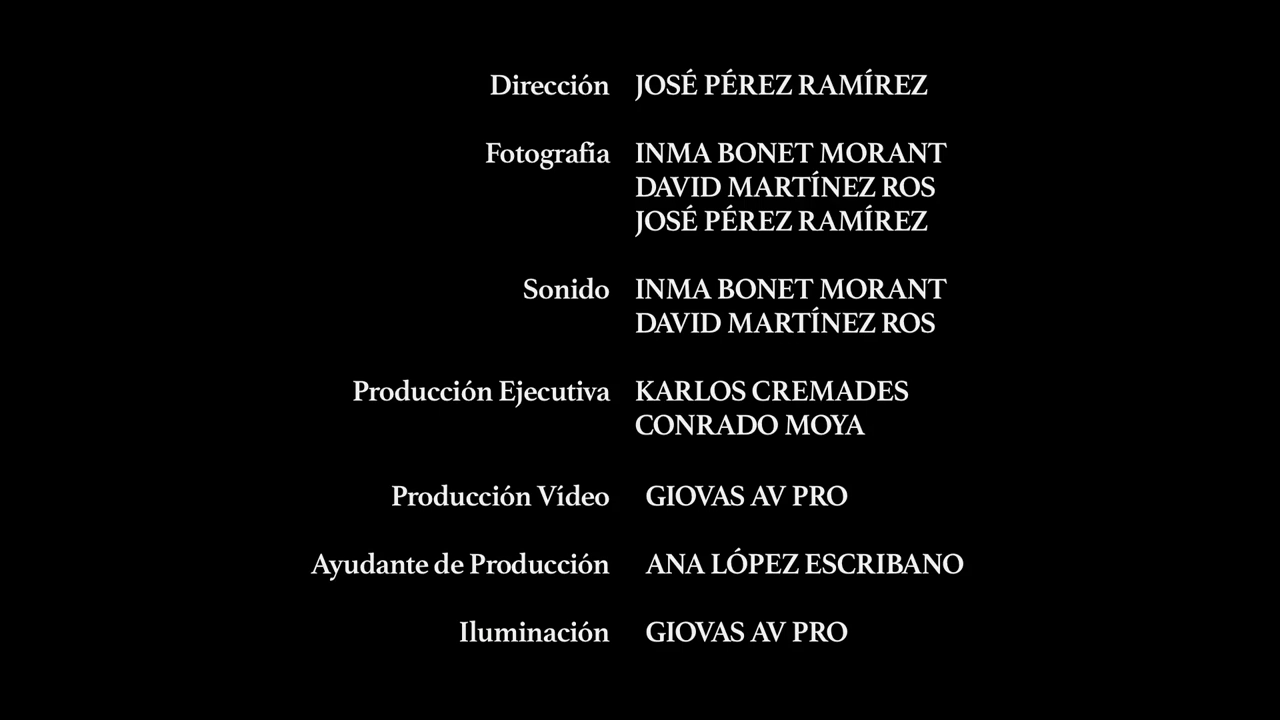 Dirección JOSÉ PÉREZ RAMÍREZ
Fotografía INMA BONET MORANT
DAVID MARTÍNEZ ROS
JOSÉ PÉREZ RAMÍREZ
Sonido INMA BONET MORANT
DAVID MARTÍNEZ ROS
Producción Ejecutiva KARLOS CREMADES
CONRADO MOYA
Producción Vídeo GIOVAS AV PRO
Ayudante de Producción ANA LÓPEZ ESCRIBANO
Iluminación GIOVAS AV PRO